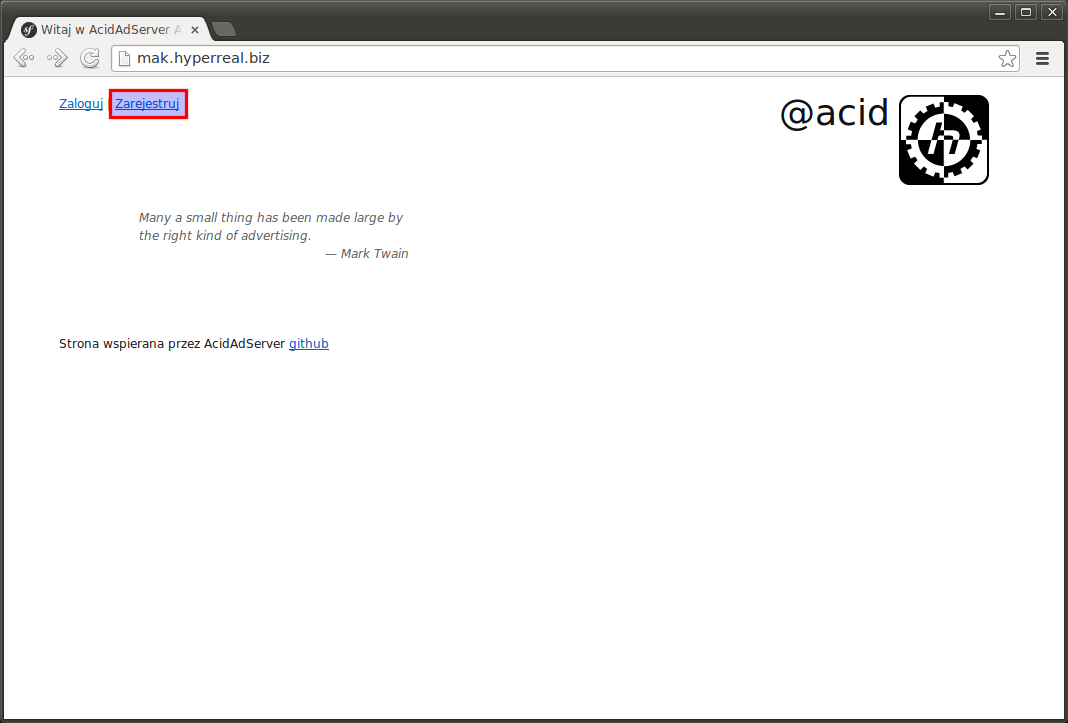 Witaj w AcidAdServer A
mak.hyperreal.biz
Zaloguj | Zarejestruj
@acid
Many a small thing has been made large by
the right kind of advertising.
— Mark Twain
Strona wspierana przez AcidAdServer github